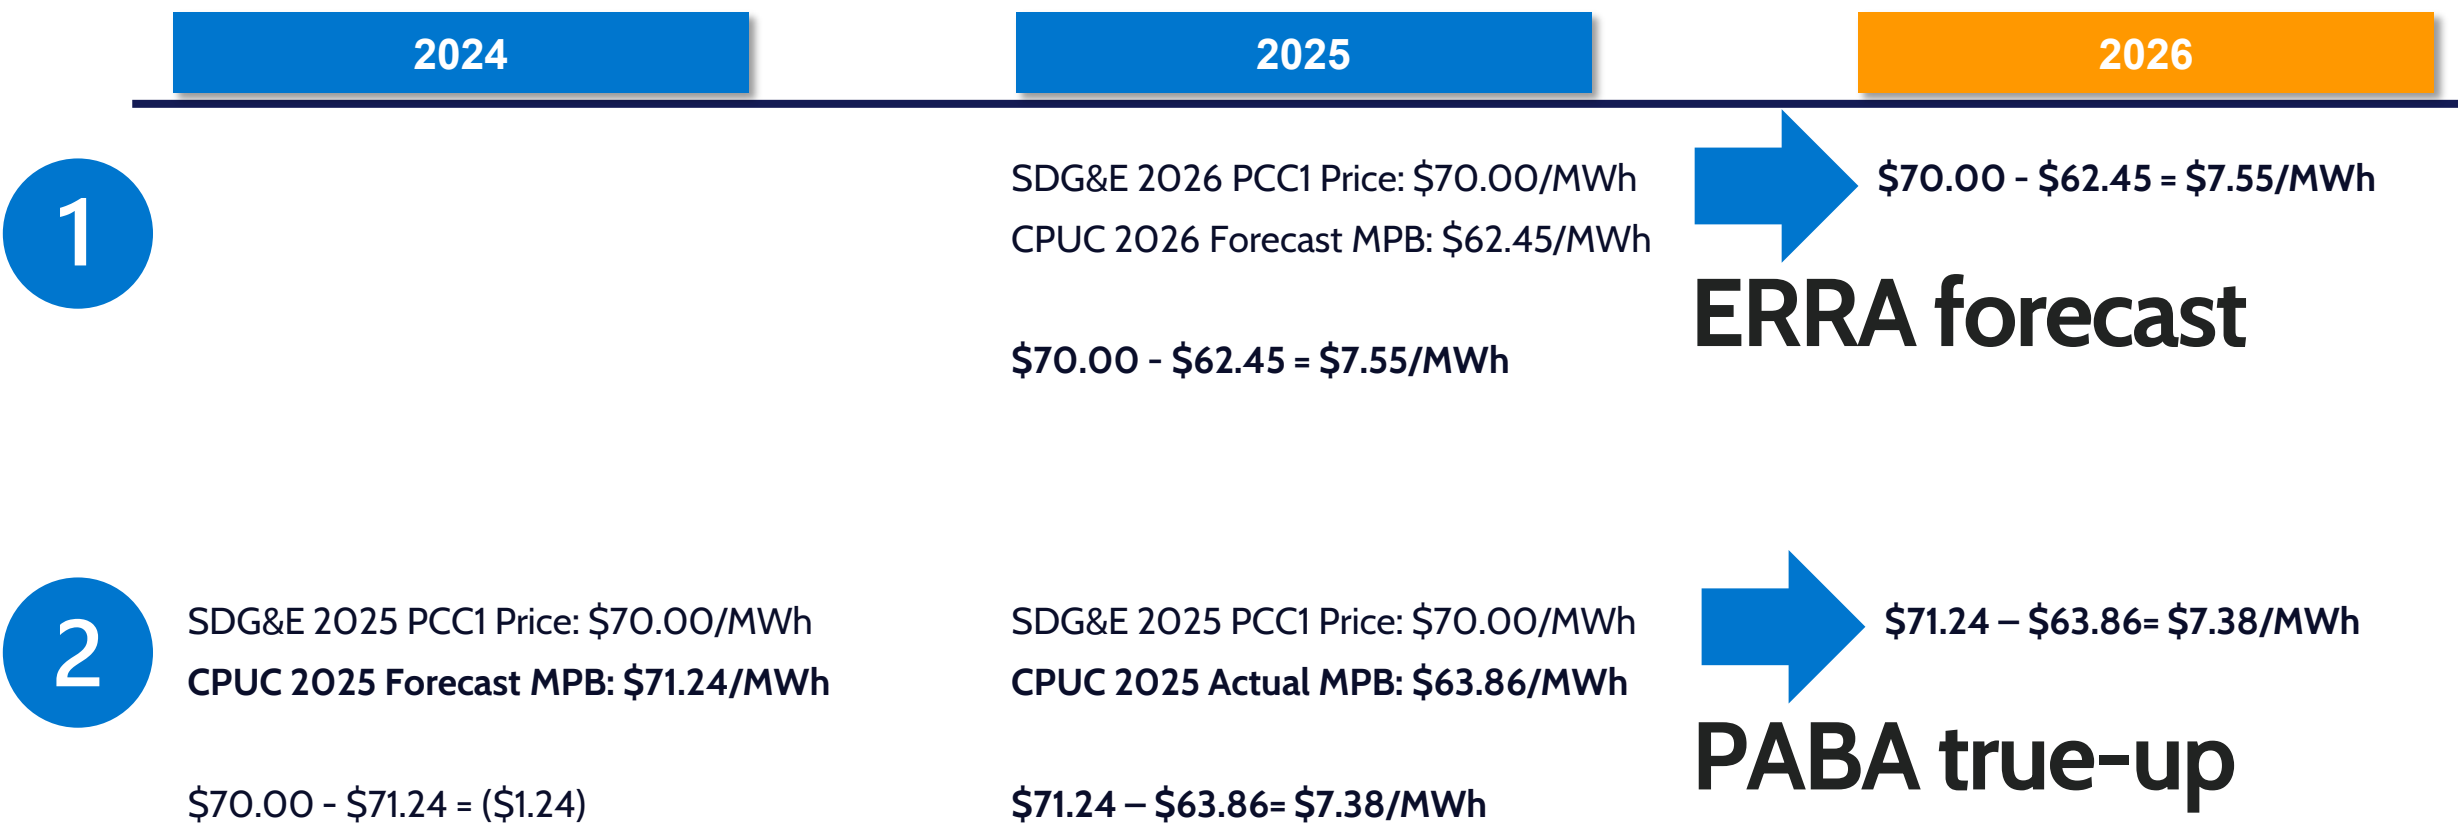 2024
2025
2026
1
SDG&E 2026 PCC1 Price: $70.00/MWh
CPUC 2026 Forecast MPB: $62.45/MWh
$70.00 - $62.45 = $7.55/MWh
$70.00 - $62.45 = $7.55/MWh
ERRA forecast
2
SDG&E 2025 PCC1 Price: $70.00/MWh
CPUC 2025 Forecast MPB: $71.24/MWh
$70.00 - $71.24 = ($1.24)
SDG&E 2025 PCC1 Price: $70.00/MWh
CPUC 2025 Actual MPB: $63.86/MWh
$71.24 – $63.86= $7.38/MWh
$71.24 – $63.86= $7.38/MWh
PABA true-up